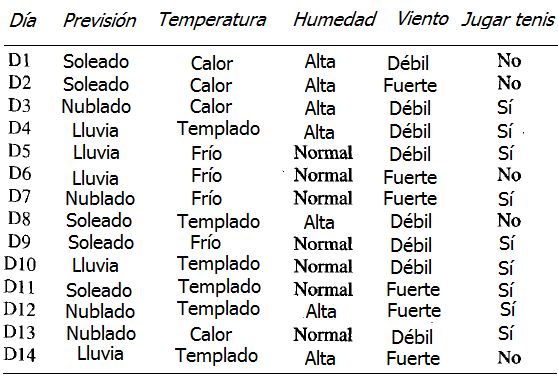 Día Previsión Temperatura Humedad Viento Jugar tenis
D1 Soleado Calor Alta Débil No
D2 Soleado Calor Alta Fuerte No
D3 Nublado Calor Alta Débil Sí
D4 Lluvia Templado Alta Débil Sí
D5 Lluvia Frío Normal Débil Sí
D6 Lluvia Frío Normal Fuerte No
D7 Nublado Frío Normal Fuerte Sí
D8 Soleado Templado Alta Débil No
D9 Soleado Frío Normal Débil Sí
D10 Lluvia Templado Normal Débil Sí
D11 Soleado Templado Normal Fuerte Sí
D12 Nublado Templado Alta Fuerte Sí
D13 Nublado Calor Normal Débil Sí
D14 Lluvia Templado Alta Fuerte No